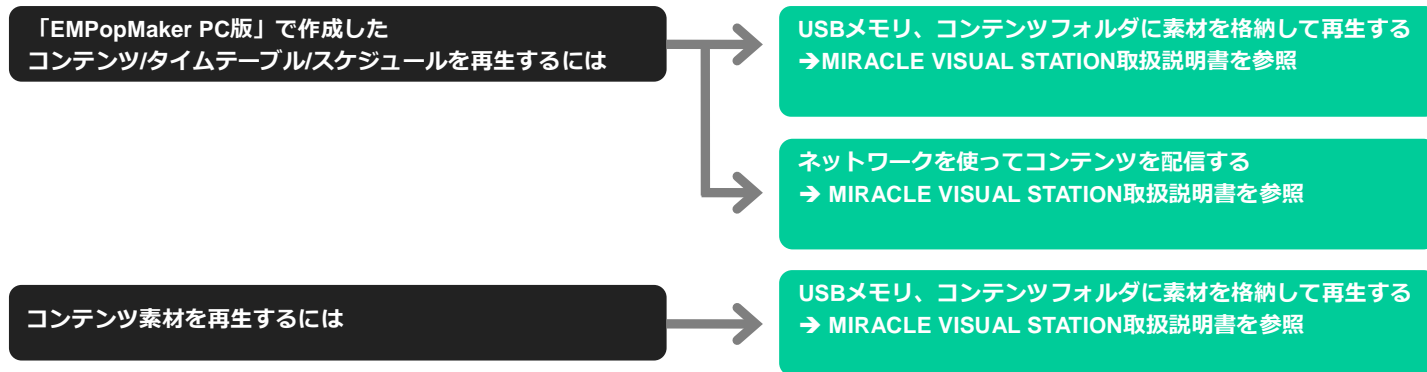 「EMPopMaker PC版」で作成した
コンテンツ/タイムテーブル/スケジュールを再生するには
USBメモリ、コンテンツフォルダに素材を格納して再生する
➔MIRACLE VISUAL STATION取扱説明書を参照
ネットワークを使ってコンテンツを配信する
➔ MIRACLE VISUAL STATION取扱説明書を参照
コンテンツ素材を再生するには
USBメモリ、コンテンツフォルダに素材を格納して再生する
➔ MIRACLE VISUAL STATION取扱説明書を参照